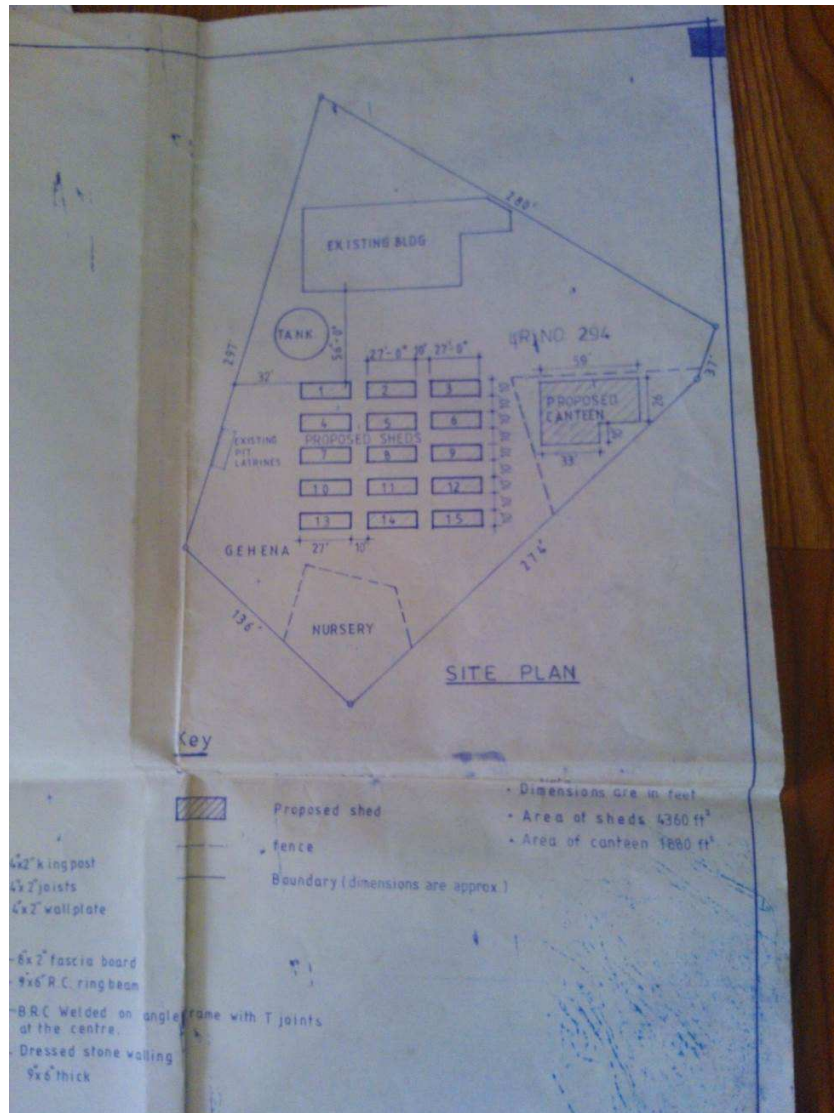 280'
EXISTING BLDG
TANK
56'-0"
297'
NO 294
27'-0" 10' 27'-0"
59'
37'
32'
1 2 3
PROPOSED
CANTEEN
26'
4 5 6
EXISTING
PIT
LATRINES
PROPOSED SHEDS
7 8 9
33'
10 11 12
13 14 15
GEHENA
27' 10'
274'
136'
NURSERY
SITE PLAN
Key
Proposed shed
fence
Boundary (dimensions are approx.)
• Dimensions are in feet
• Area of sheds 4360 ft²
• Area of canteen 1880 ft²
4"x2" king post
4"x2" joists
4"x2" wall plate
8"x2" fascia board
9"x6" R.C. ring beam
B.R.C Welded on angle frame with T joints
at the centre.
Dressed stone walling
9"x6" thick